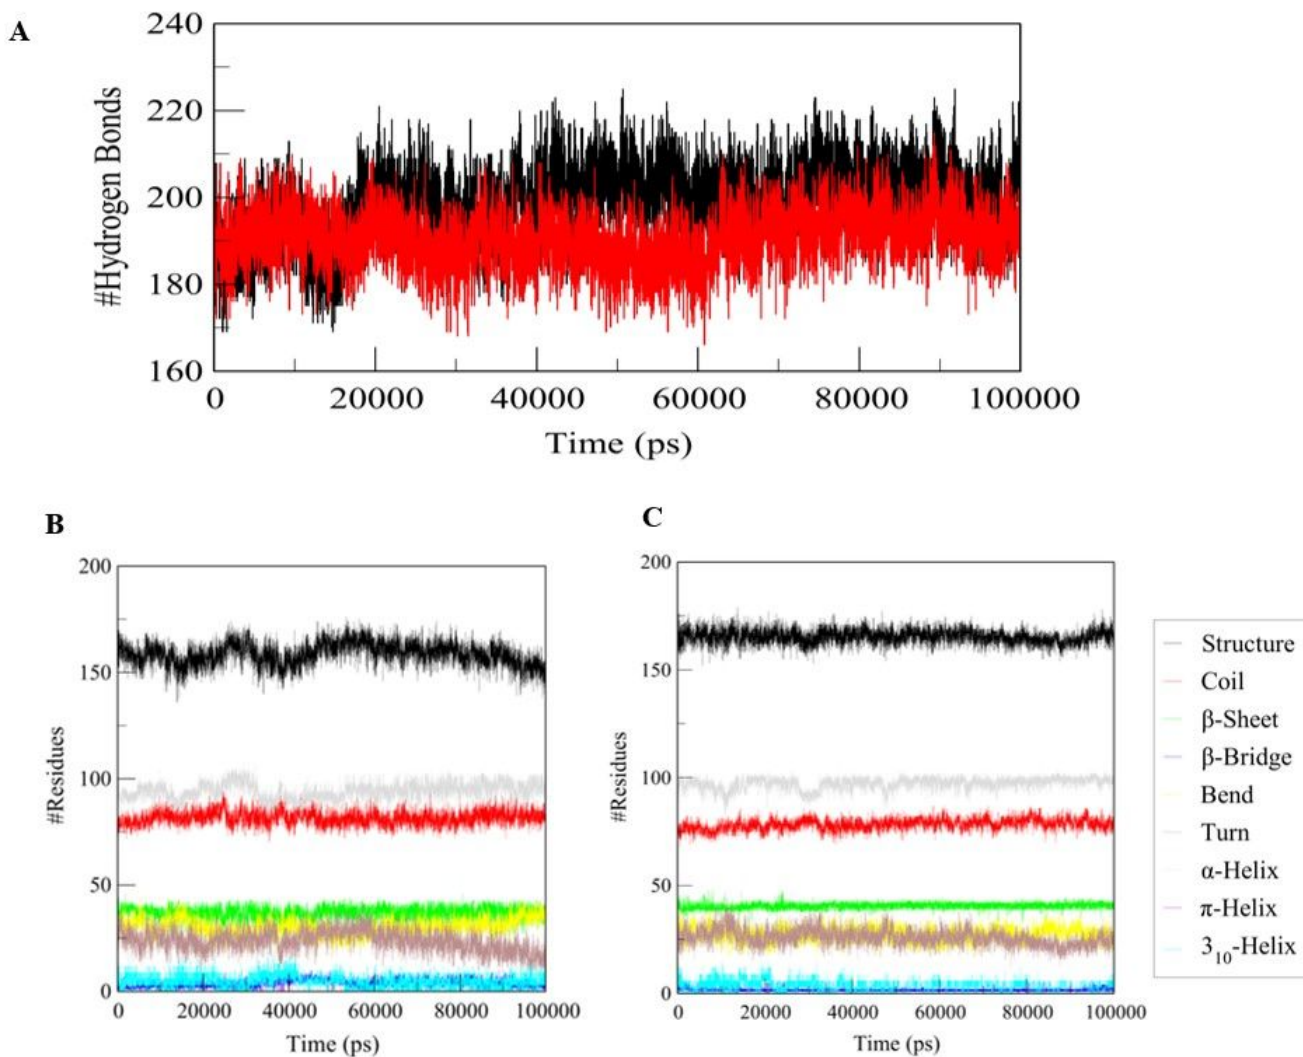 A
240
220
200
180
160
#Hydrogen Bonds
0 20000 40000 60000 80000 100000
Time (ps)
B
200
150
100
50
0
#Residues
0 20000 40000 60000 80000 100000
Time (ps)
C
200
150
100
50
0
#Residues
0 20000 40000 60000 80000 100000
Time (ps)
Structure
Coil
β-Sheet
β-Bridge
Bend
Turn
α-Helix
π-Helix
3₁₀-Helix